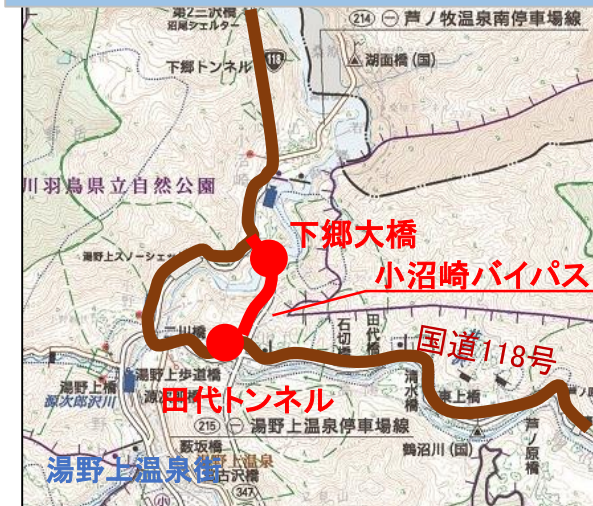 第2三沢橋
沼尾シェルター
214 芦ノ牧温泉南停車場線
下郷トンネル
118
湖面橋(国)
川羽鳥県立自然公園
下郷大橋
湯野上スノーシェッ
小沼崎バイパス
二川橋
石切橋
田代橋
国道118号
湯野上橋
源次郎沢川
湯野上歩道橋
田代トンネル
清水橋
東上橋
215 湯野上温泉停車場線
鶴沼川(国)
芦ノ原橋
薮坂橋
湯野上温泉街
古沢橋
347